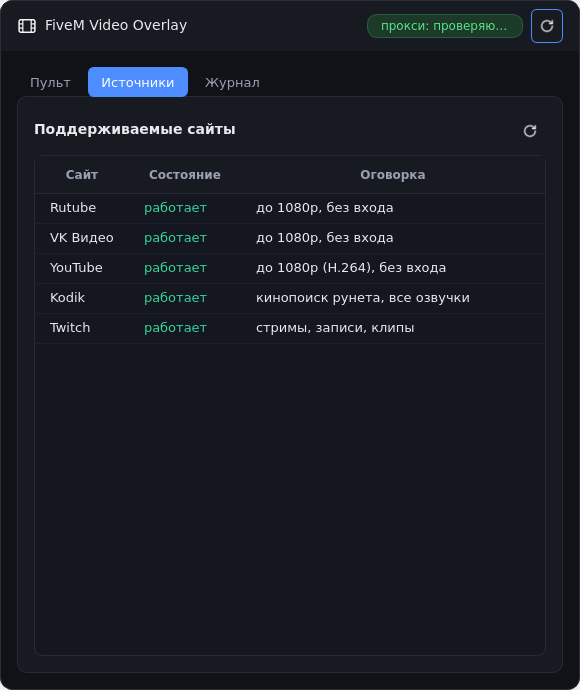 FiveM Video Overlay
прокси: проверяю…
Пульт Источники Журнал
Поддерживаемые сайты
Сайт Состояние Оговорка
Rutube работает до 1080p, без входа
VK Видео работает до 1080p, без входа
YouTube работает до 1080p (H.264), без входа
Kodik работает кинопоиск рунета, все озвучки
Twitch работает стримы, записи, клипы